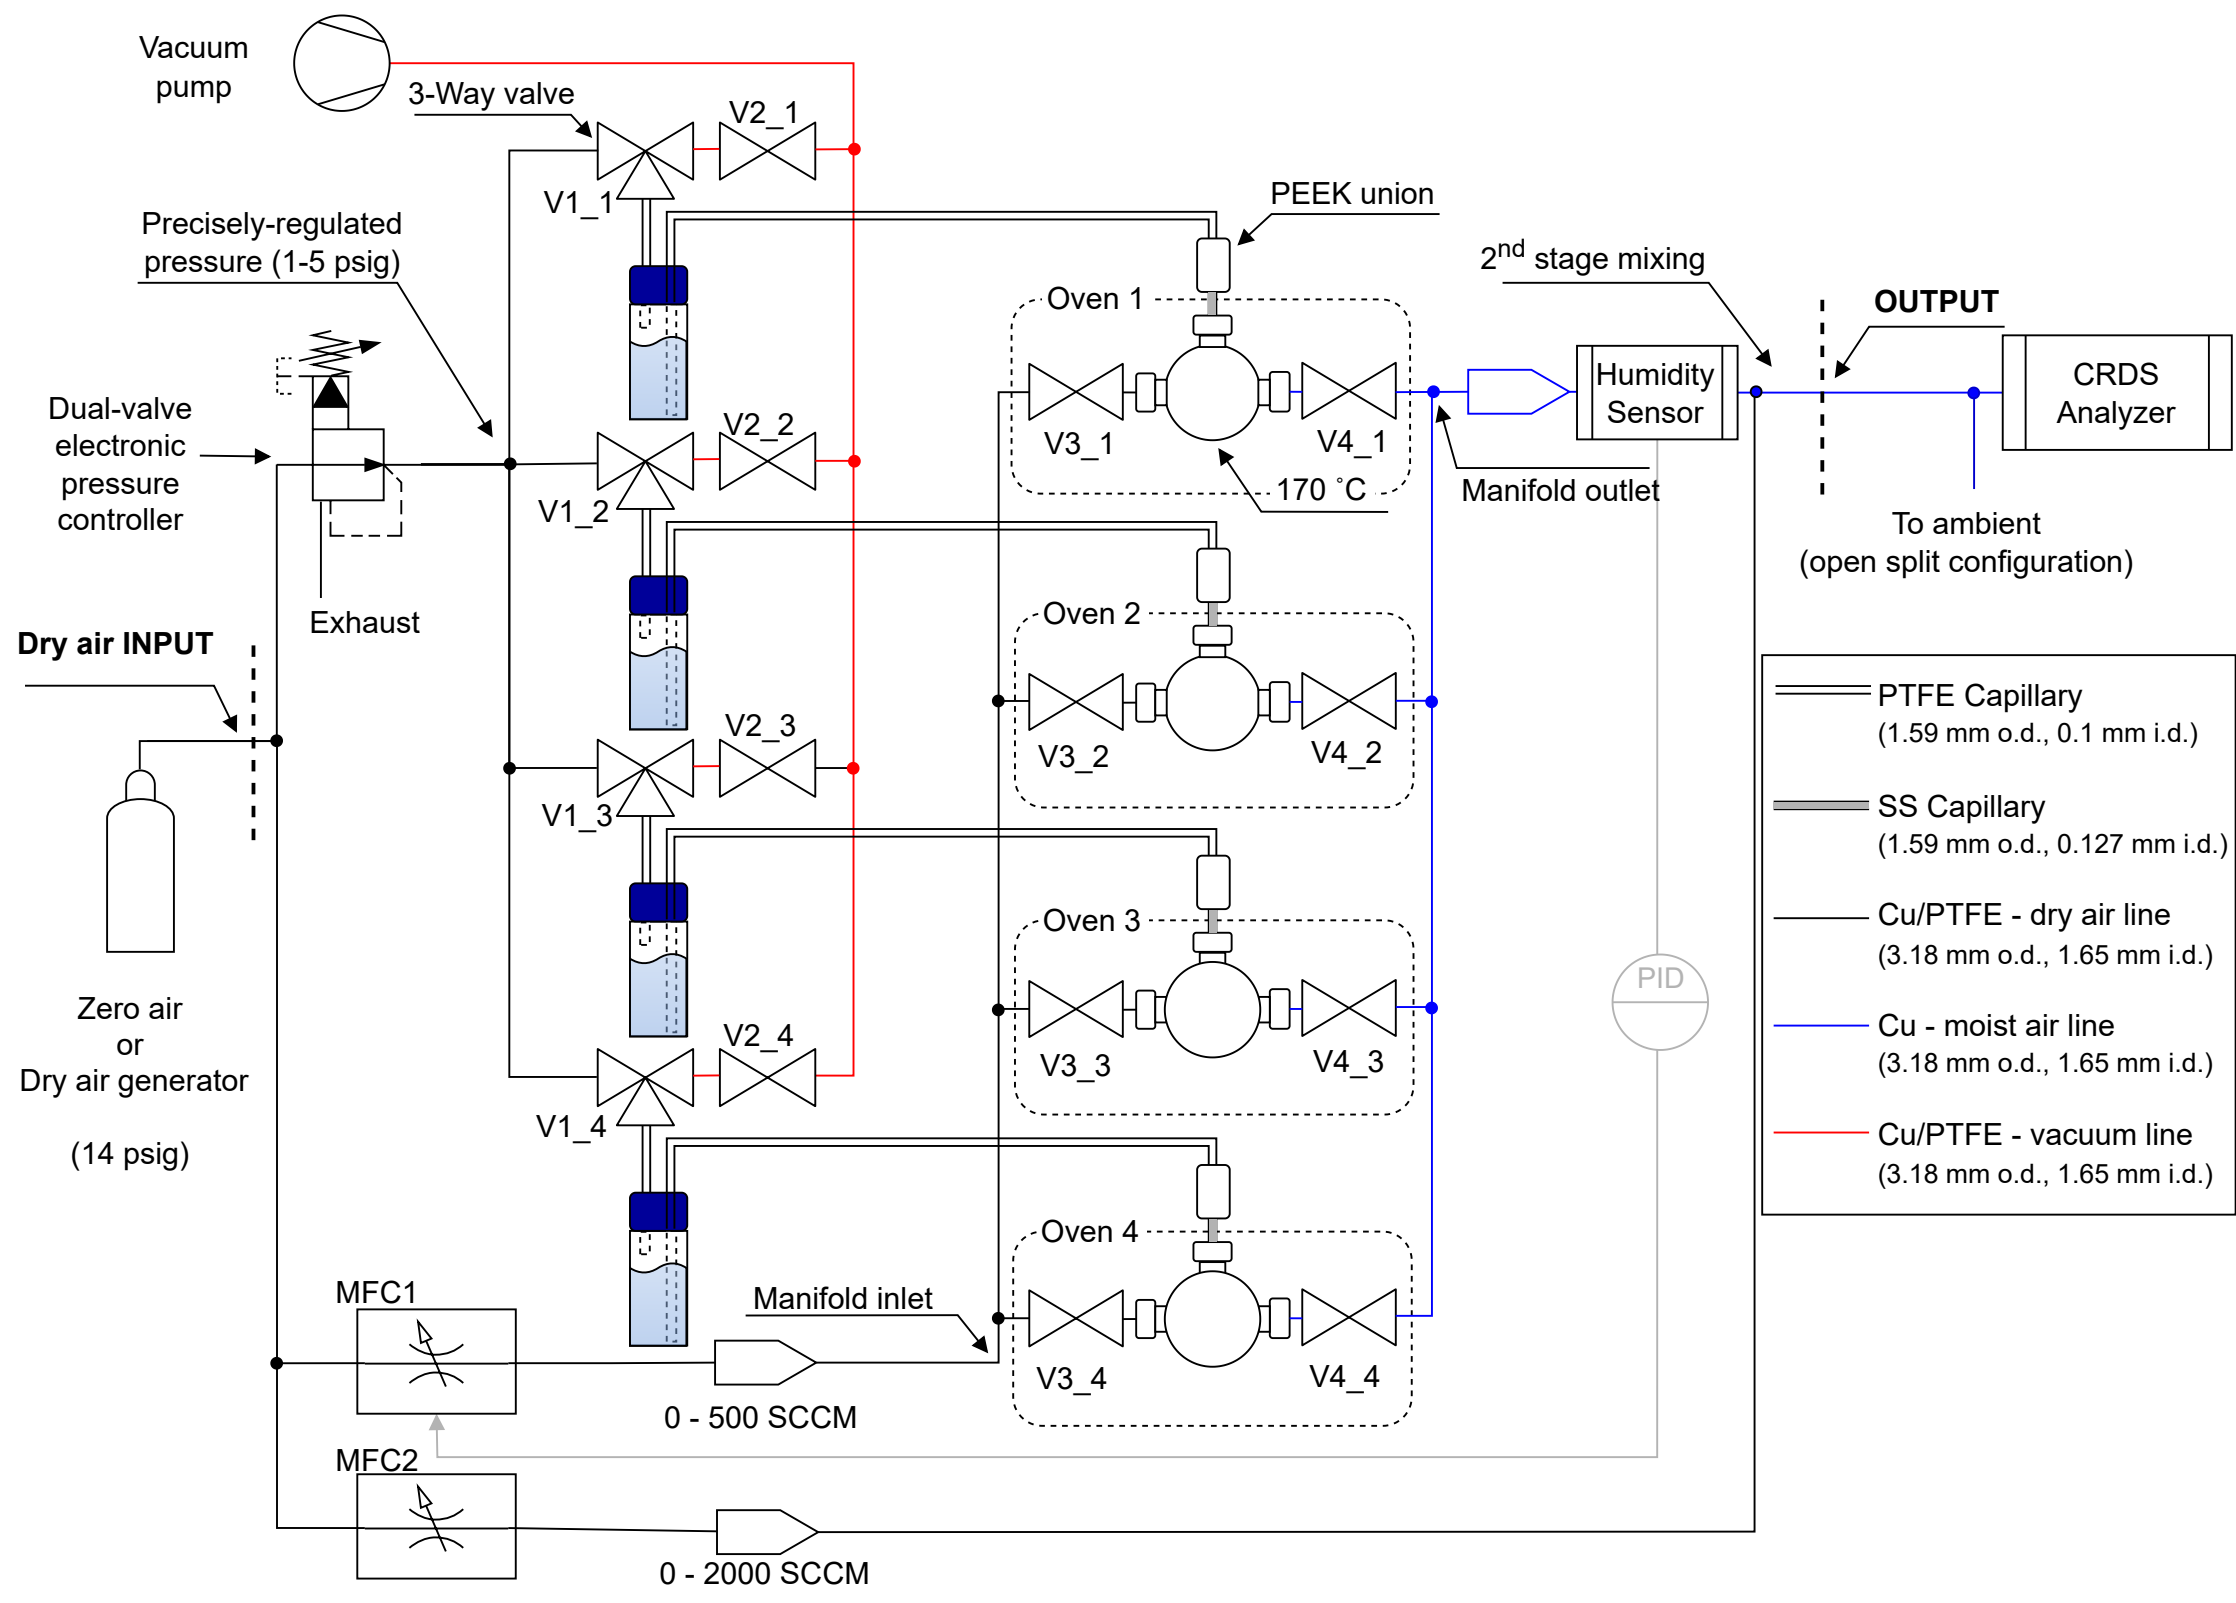 Vacuum
pump
3-Way valve
V2_1
V1_1
Precisely-regulated
pressure (1-5 psig)
PEEK union
2nd stage mixing
OUTPUT
Oven 1
Humidity
Sensor
CRDS
Analyzer
V3_1
V4_1
170 ˚C
Manifold outlet
To ambient
(open split configuration)
Dual-valve
electronic
pressure
controller
V2_2
V1_2
Exhaust
Dry air INPUT
Oven 2
V3_2
V4_2
V2_3
V1_3
Zero air
or
Dry air generator
(14 psig)
Oven 3
V3_3
V4_3
PID
V2_4
V1_4
Oven 4
V3_4
V4_4
Manifold inlet
MFC1
0 - 500 SCCM
MFC2
0 - 2000 SCCM
PTFE Capillary
(1.59 mm o.d., 0.1 mm i.d.)
SS Capillary
(1.59 mm o.d., 0.127 mm i.d.)
Cu/PTFE - dry air line
(3.18 mm o.d., 1.65 mm i.d.)
Cu - moist air line
(3.18 mm o.d., 1.65 mm i.d.)
Cu/PTFE - vacuum line
(3.18 mm o.d., 1.65 mm i.d.)